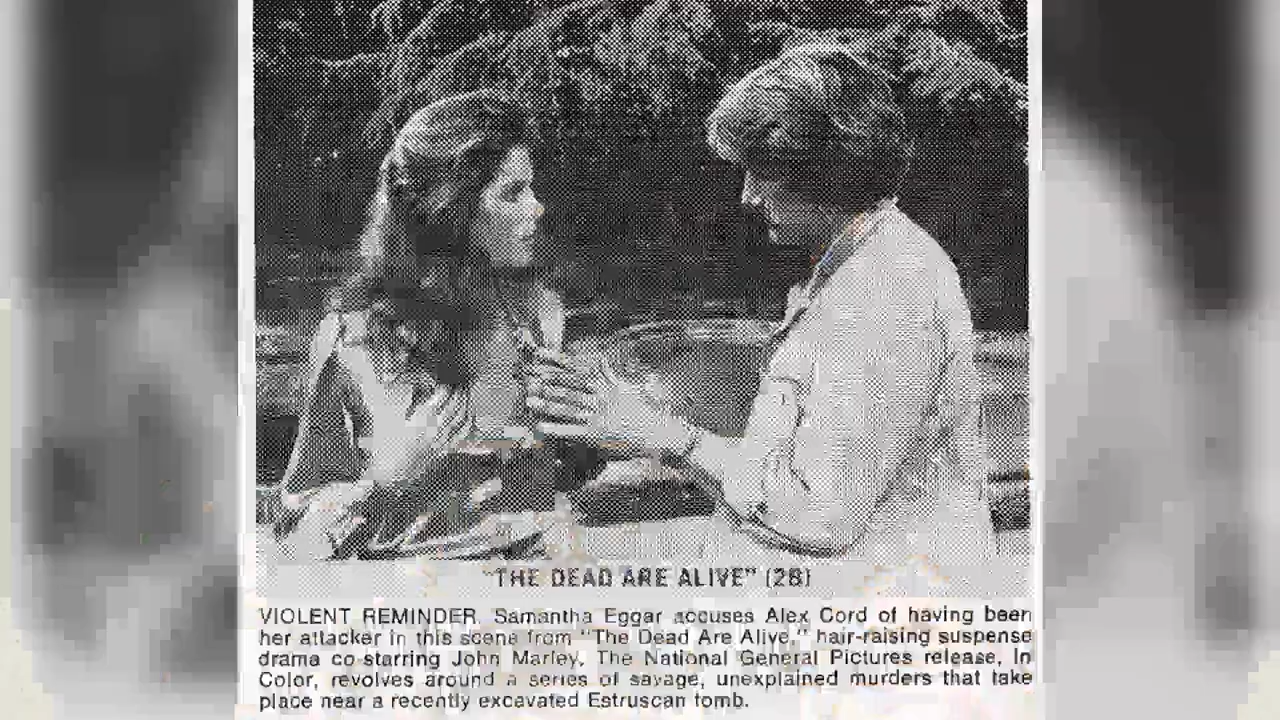 "THE DEAD ARE ALIVE" (2B)
VIOLENT REMINDER. Samantha Eggar accuses Alex Cord of having been
her attacker in this scene from "The Dead Are Alive," hair-raising suspense
drama co-starring John Marley. The National General Pictures release, in
Color, revolves around a series of savage, unexplained murders that take
place near a recently excavated Estruscan tomb.